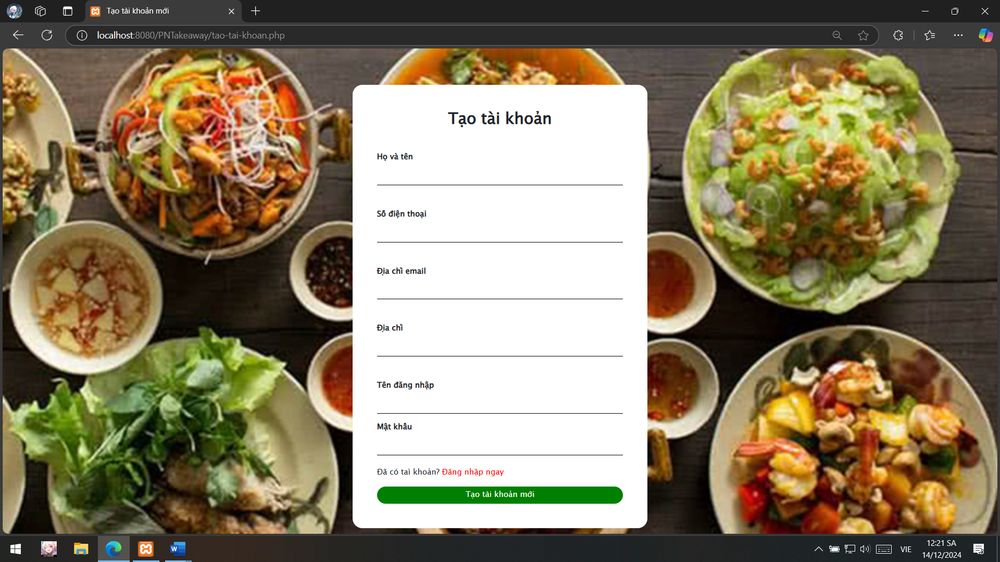 Tạo tài khoản mới
localhost:8080/PNTakeaway/tao-tai-khoan.php
Tạo tài khoản
Họ và tên
Số điện thoại
Địa chỉ email
Địa chỉ
Tên đăng nhập
Mật khẩu
Đã có taì khoản? Đăng nhập ngay
Tạo tài khoản mới
VIE
12:21 SA
14/12/2024